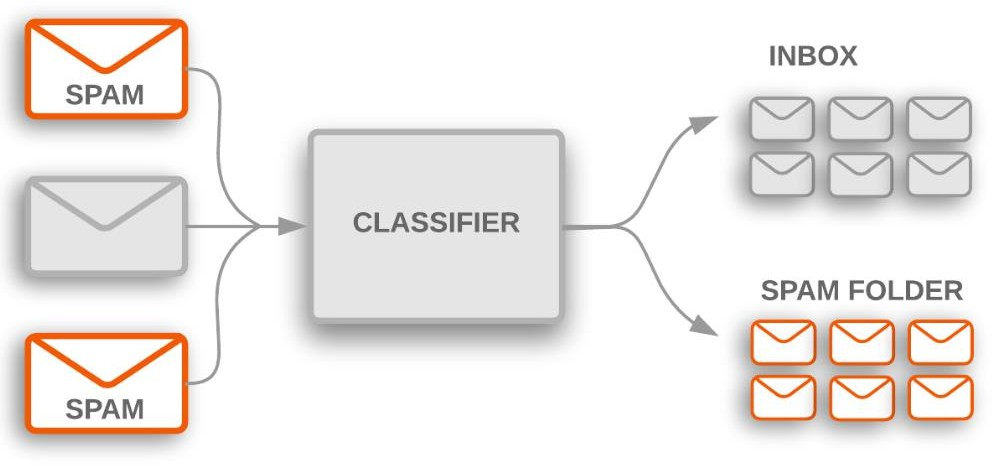 SPAM
CLASSIFIER
SPAM
INBOX
SPAM FOLDER